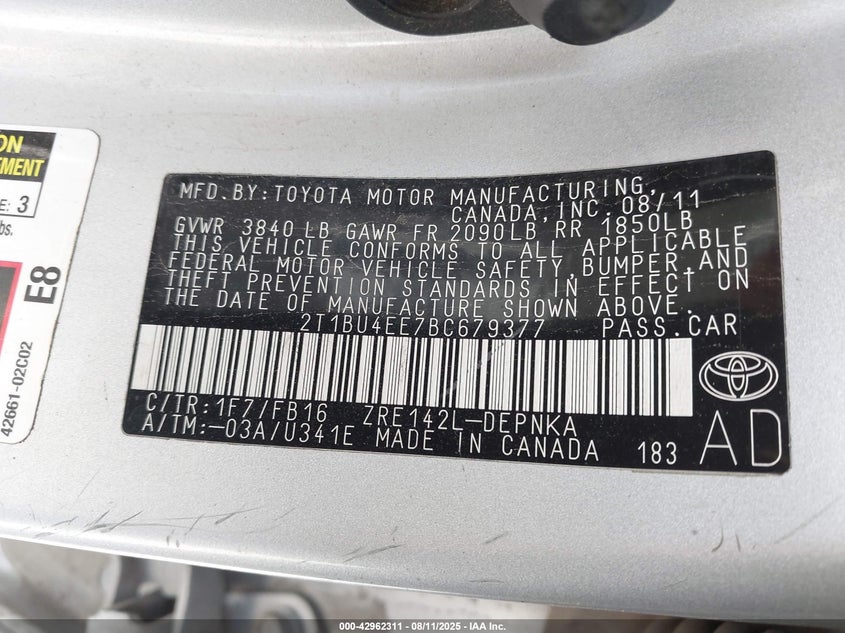 ON
EMENT
E: 3
bs.
E8
42661-02C02
MFD.BY:TOYOTA MOTOR MANUFACTURING,
CANADA,INC. 08/11
GVWR 3840 LB GAWR FR 2090LB RR 1850LB
THIS VEHICLE CONFORMS TO ALL APPLICABLE
FEDERAL MOTOR VEHICLE SAFETY,BUMPER,AND
THEFT PREVENTION STANDARDS IN EFFECT ON
THE DATE OF MANUFACTURE SHOWN ABOVE.
2T1BU4EE7BC679377 PASS.CAR
C/TR:1F7/FB16 ZRE142L-DEPNKA
A/TM:-03A/U341E MADE IN CANADA 183
AD
000-42962311 - 08/11/2025 - IAA Inc.